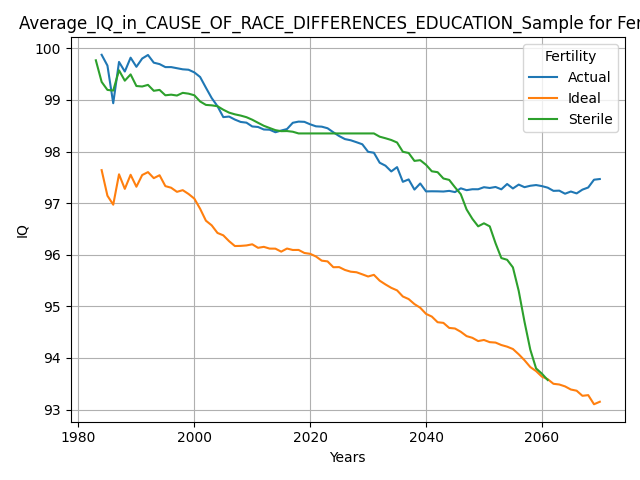 Average_IQ_in_CAUSE_OF_RACE_DIFFERENCES_EDUCATION_Sample for Fer
Fertility
Actual
Ideal
Sterile
100
99
98
97
96
95
94
93
IQ
1980
2000
2020
2040
2060
Years